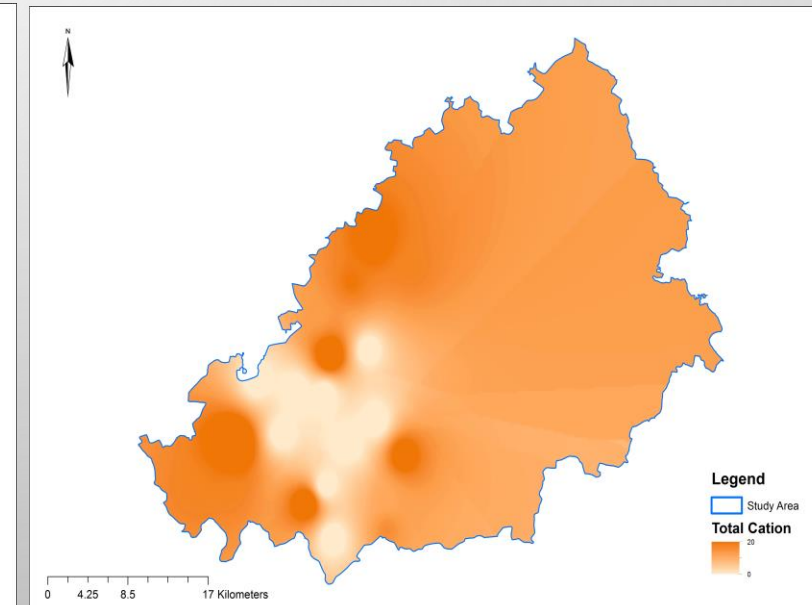 N
Legend
Study Area
Total Cation
20
0
0 4.25 8.5 17 Kilometers